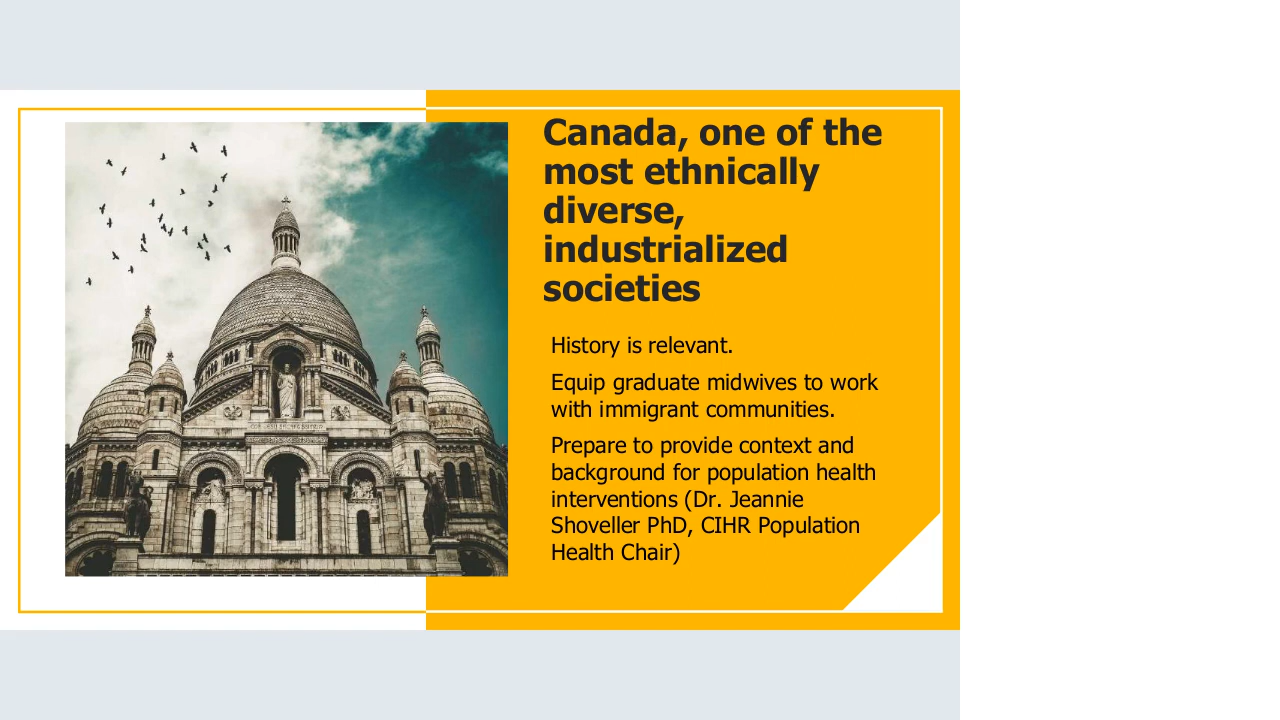 Canada, one of the
most ethnically
diverse,
industrialized
societies
History is relevant.
Equip graduate midwives to work
with immigrant communities.
Prepare to provide context and
background for population health
interventions (Dr. Jeannie
Shoveller PhD, CIHR Population
Health Chair)